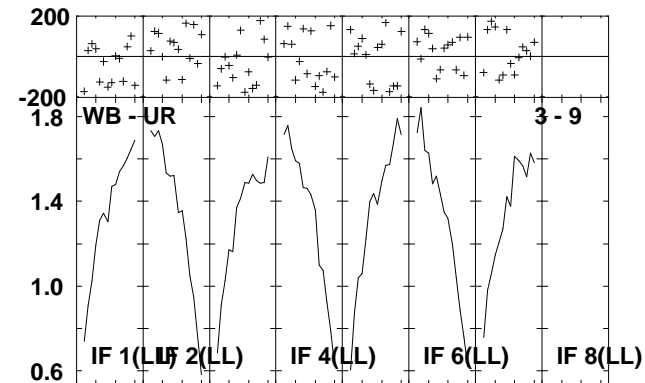 200
-200
1.8
WB - UR
3 - 9
1.4
1.0
0.6
IF 1(LL)
IF 2(LL)
IF 4(LL)
IF 6(LL)
IF 8(LL)